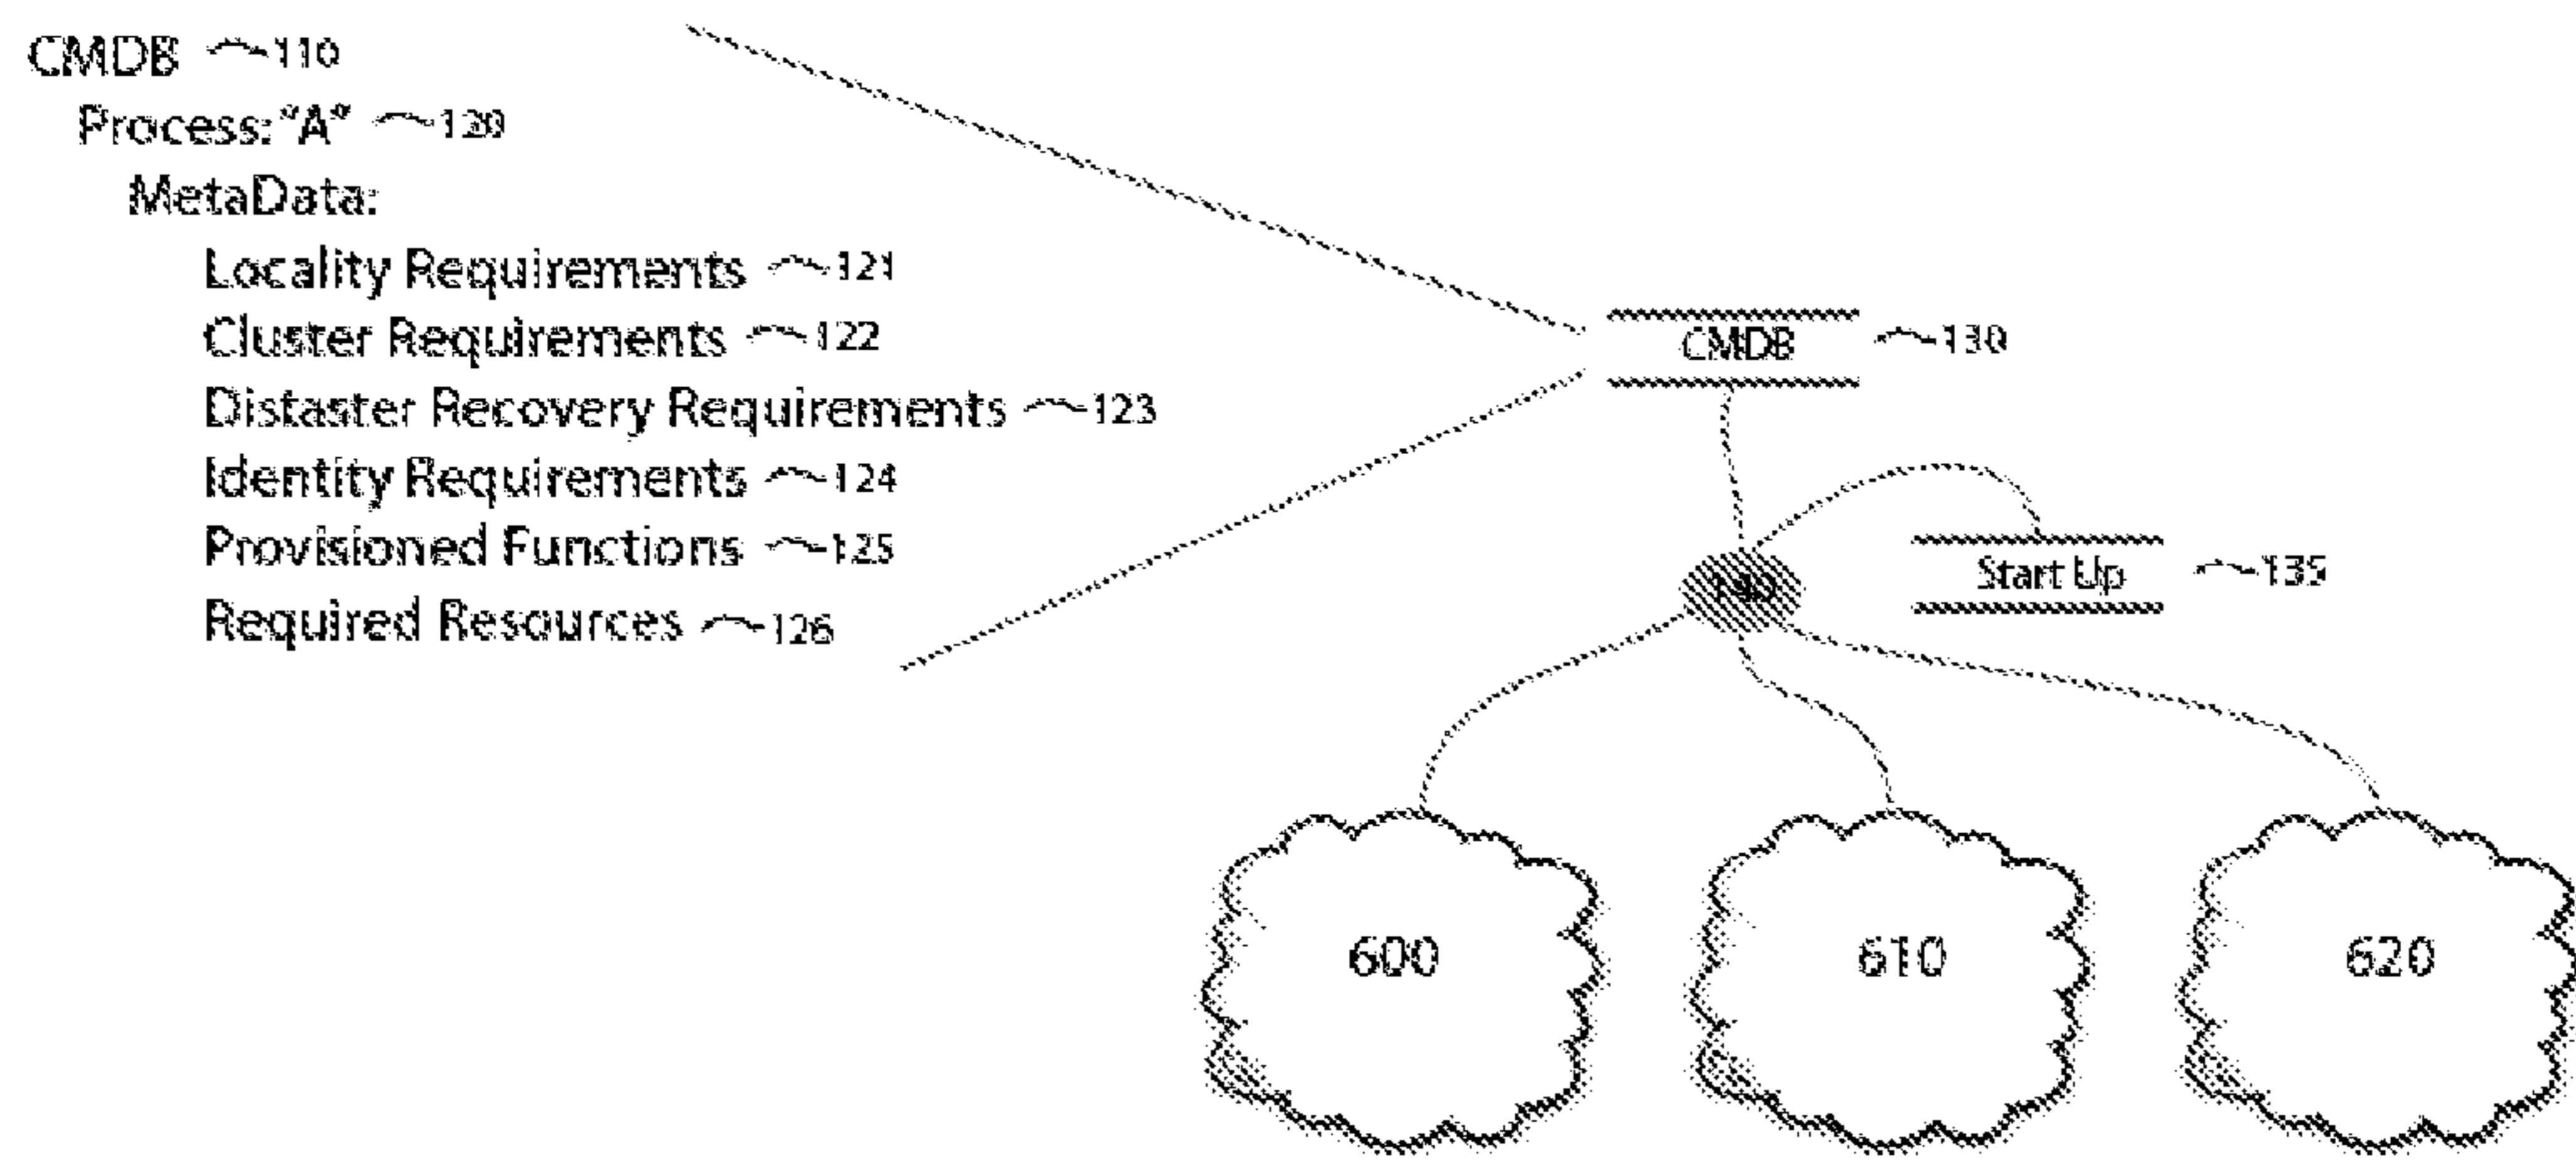 CMDB 110
Process: "A" 120
MetaData:
Locality Requirements 121
Cluster Requirements 122
Distaster Recovery Requirements 123
Identity Requirements 124
Provisioned Functions 125
Required Resources 126
CMDB 130
140
Start Up 135
600
610
620